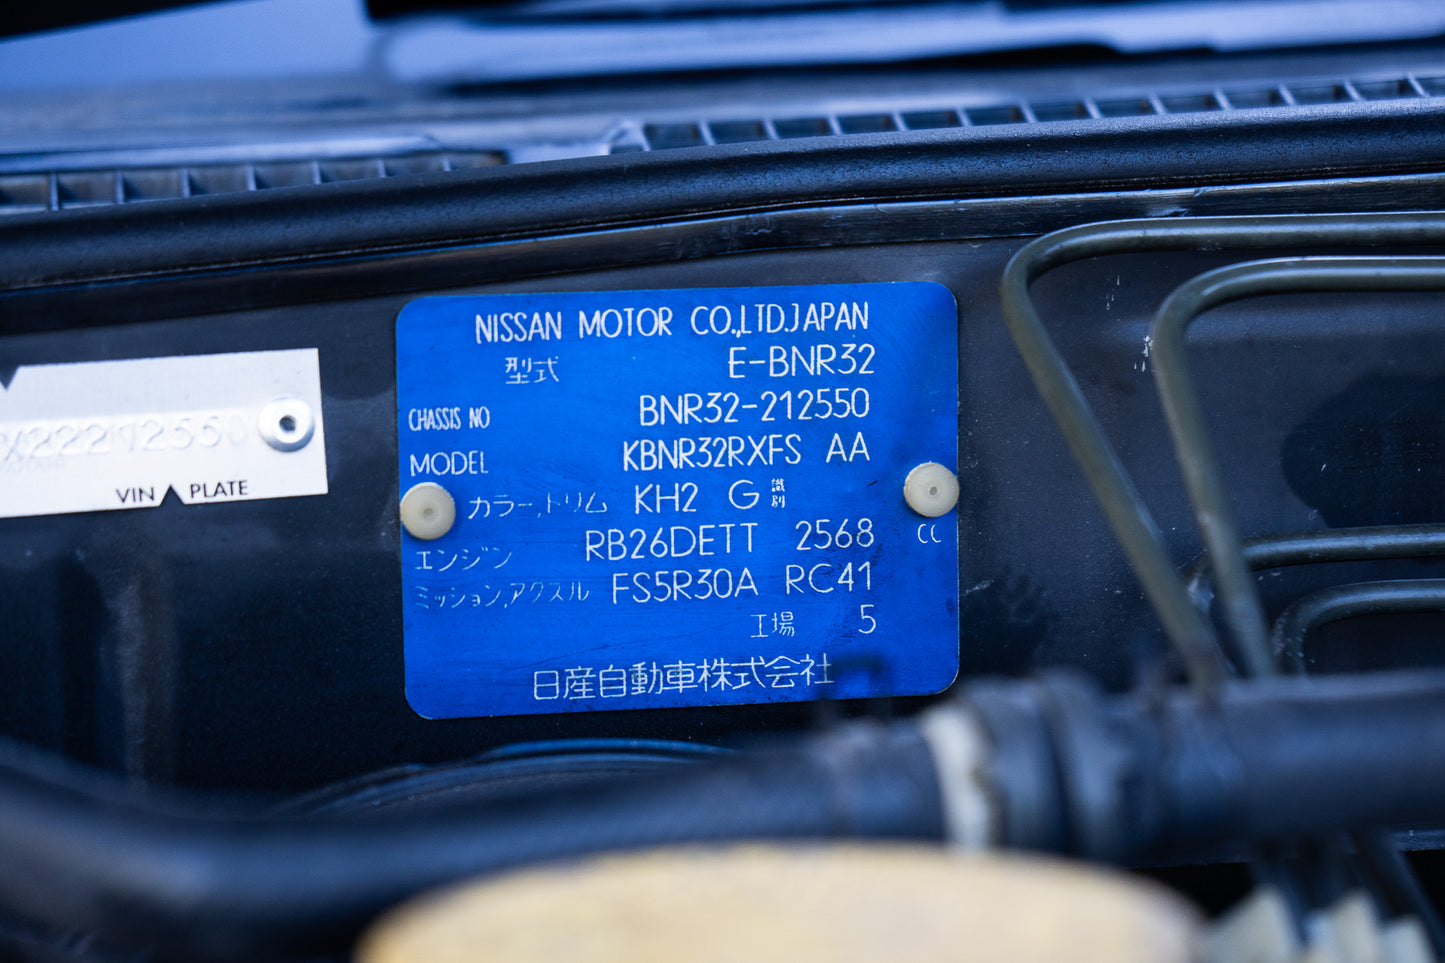 NISSAN MOTOR CO.,LTD.JAPAN
型式 E-BNR32
CHASSIS NO BNR32-212550
MODEL KBNR32RXFS AA
カラー,トリム KH2 G 識別
エンジン RB26DETT 2568 CC
ミッション,アクスル FS5R30A RC41
工場 5
日産自動車株式会社
VIN PLATE